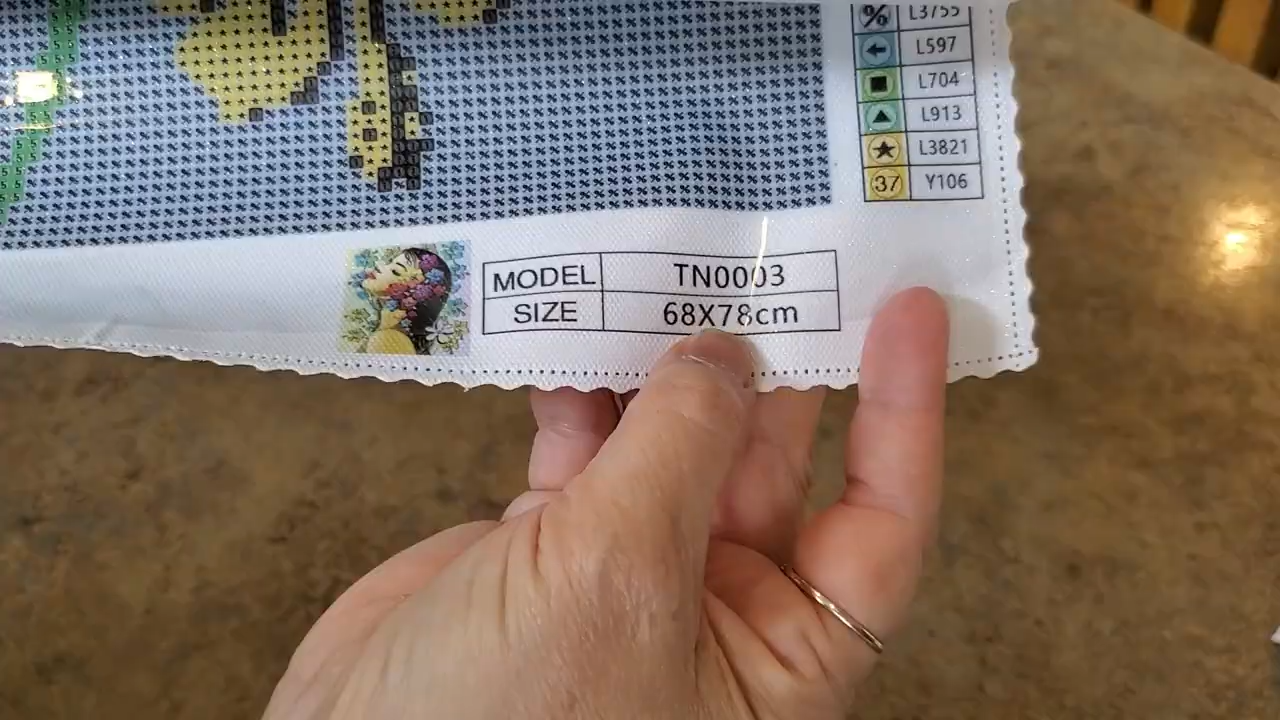 % L3755
← L597
■ L704
▲ L913
★ L3821
37 Y106
MODEL TN0003
SIZE 68X78cm